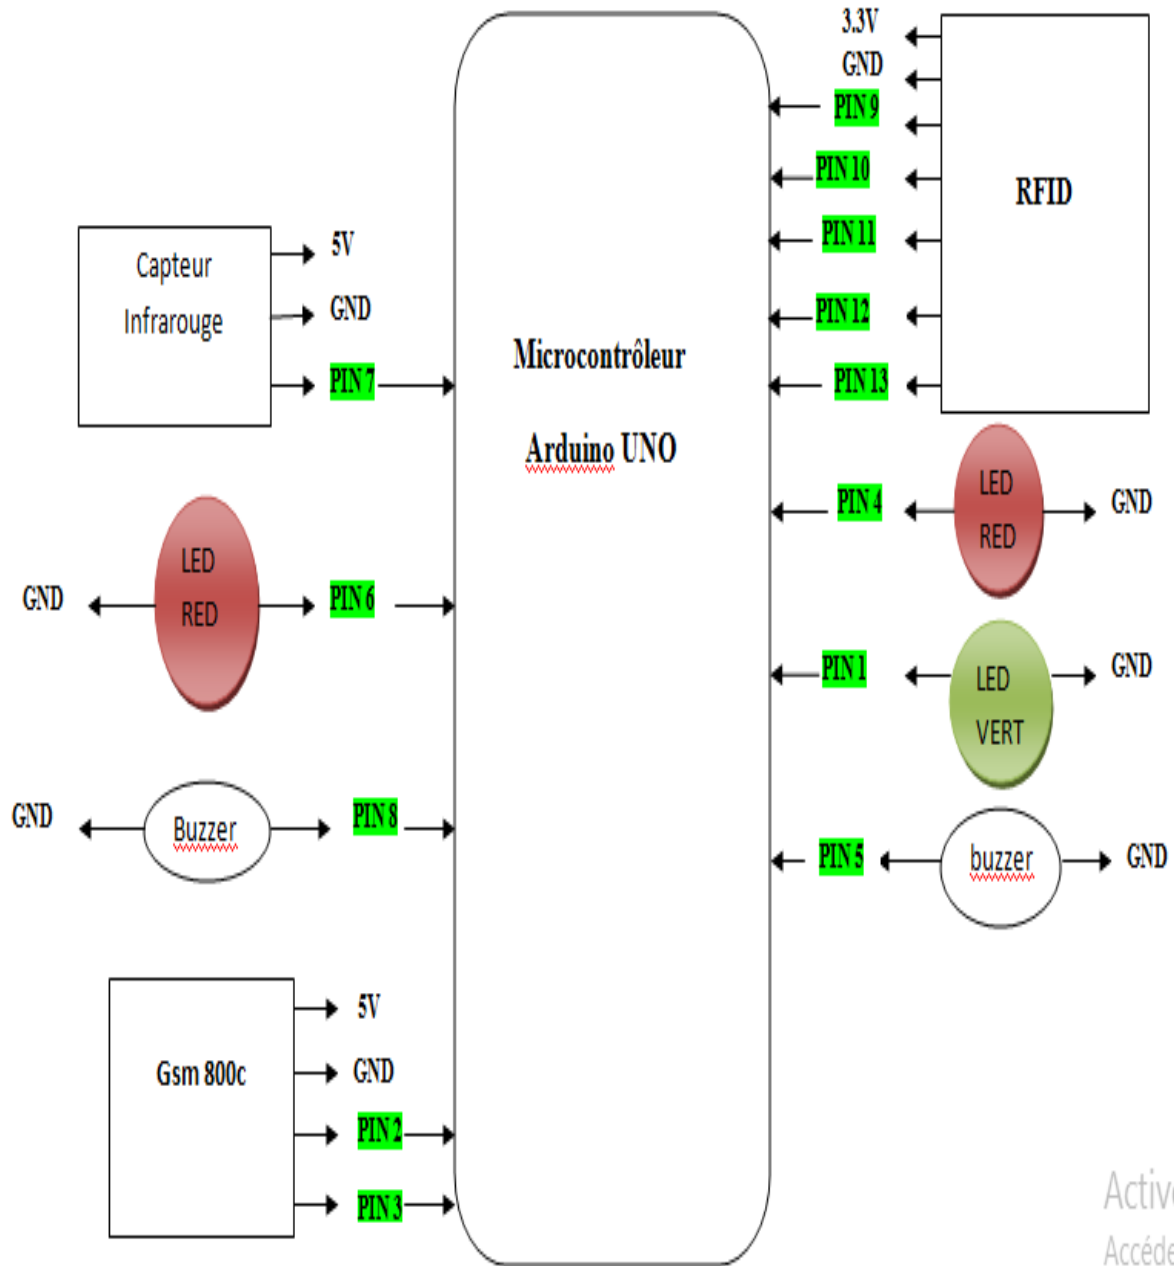 3.3V
GND
PIN 9
PIN 10
PIN 11
PIN 12
PIN 13
RFID
Capteur
Infrarouge
5V
GND
PIN 7
Microcontrôleur
Arduino UNO
LED
RED
PIN 4
GND
GND
LED
RED
PIN 6
PIN 1
LED
VERT
GND
GND
Buzzer
PIN 8
PIN 5
buzzer
GND
Gsm 800c
5V
GND
PIN 2
PIN 3
Activ
Accéde